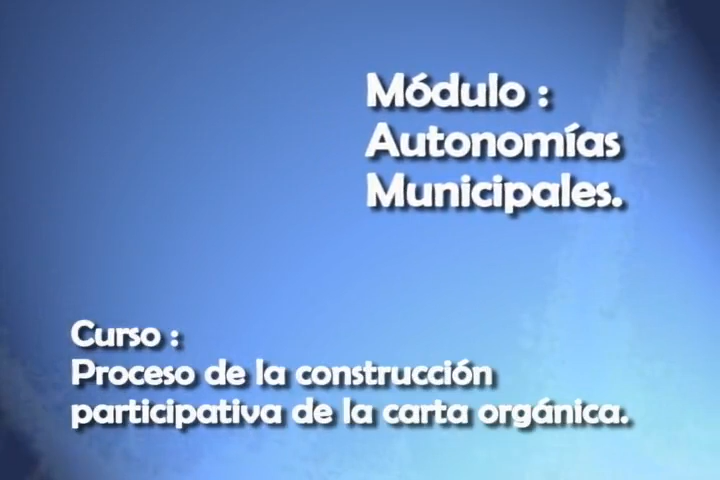 Módulo :
Autonomías
Municipales.
Curso :
Proceso de la construcción
participativa de la carta orgánica.